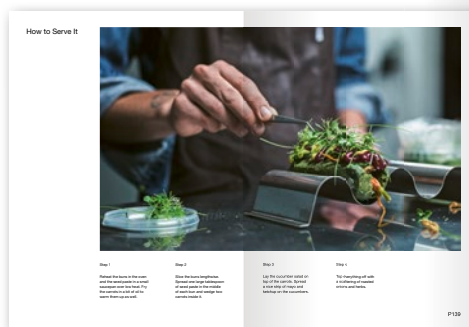 How to Serve It
Step 1
Reheat the buns in the oven
and the seed paste in a small
saucepan over low heat. Fry
the carrots in a bit of oil to
warm them up as well.
Step 2
Slice the buns lengthwise.
Spread one large tablespoon
of seed paste in the middle
of each bun and wedge two
carrots inside it.
Step 3
Lay the cucumber salad on
top of the carrots. Spread
a nice strip of mayo and
ketchup on the cucumbers.
Step 4
Top everything off with
a of roasted
onions and herbs.
P139